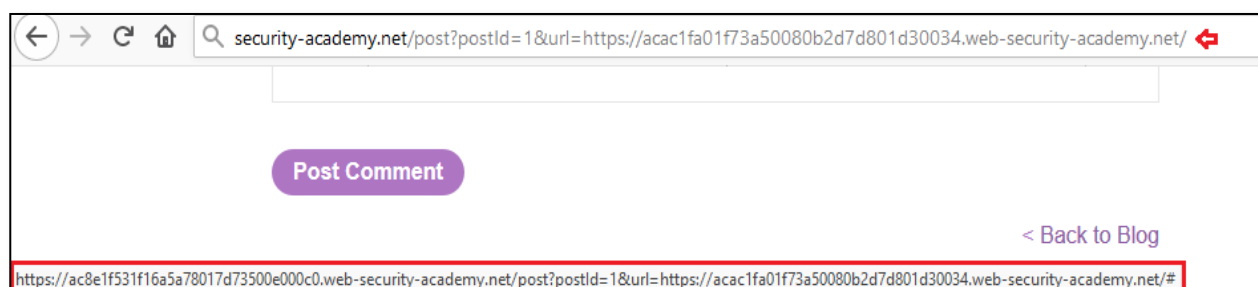 security-academy.net/post?postId=1&url=https://acac1fa01f73a50080b2d7d801d30034.web-security-academy.net/
Post Comment
< Back to Blog
https://ac8e1f531f16a5a78017d73500e000c0.web-security-academy.net/post?postId=1&url=https://acac1fa01f73a50080b2d7d801d30034.web-security-academy.net/#